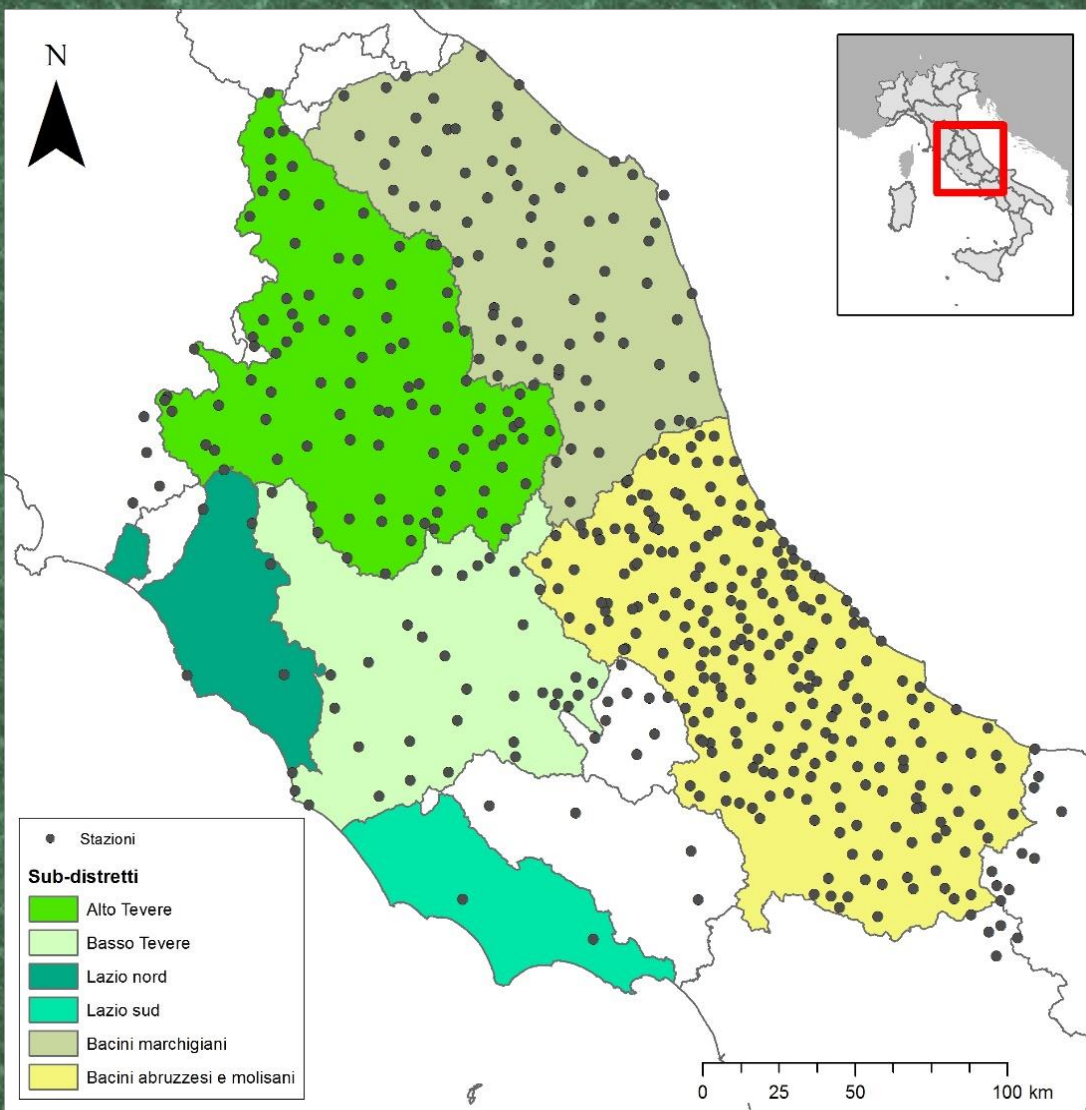 N
Stazioni
Sub-distretti
Alto Tevere
Basso Tevere
Lazio nord
Lazio sud
Bacini marchigiani
Bacini abruzzesi e molisani
0 25 50 100 km